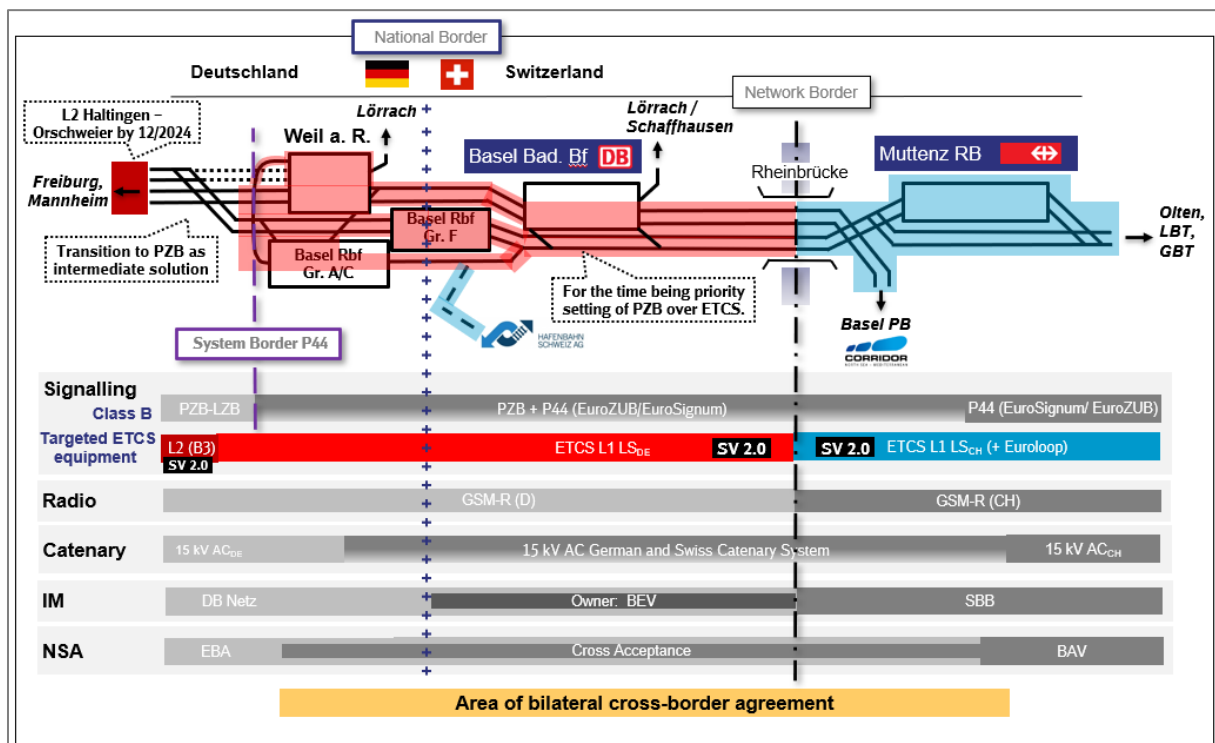 National Border
Deutschland
Switzerland
Network Border
L2 Haltingen –
Orschweier by 12/2024
Lörrach
Weil a. R.
Lörrach /
Schaffhausen
Basel Bad. Bf DB
Muttenz RB
Rheinbrücke
Freiburg,
Mannheim
Basel Rbf
Gr. F
Olten,
LBT,
GBT
Transition to PZB as
intermediate solution
Basel Rbf
Gr. A/C
For the time being priority
setting of PZB over ETCS.
System Border P44
HAFENBAHN
SCHWEIZ AG
Basel PB
CORRIDOR
NORTH SEA - MEDITERRANEAN
Signalling
Class B
PZB-LZB
PZB + P44 (EuroZUB/EuroSignum)
P44 (EuroSignum/ EuroZUB)
Targeted ETCS
equipment
L2 (B3)
SV 2.0
ETCS L1 LSDE
SV 2.0
SV 2.0
ETCS L1 LSCH (+ Euroloop)
Radio
GSM-R (D)
GSM-R (CH)
Catenary
15 kV ACDE
15 kV AC German and Swiss Catenary System
15 kV ACCH
IM
DB Netz
Owner: BEV
SBB
NSA
EBA
Cross Acceptance
BAV
Area of bilateral cross-border agreement